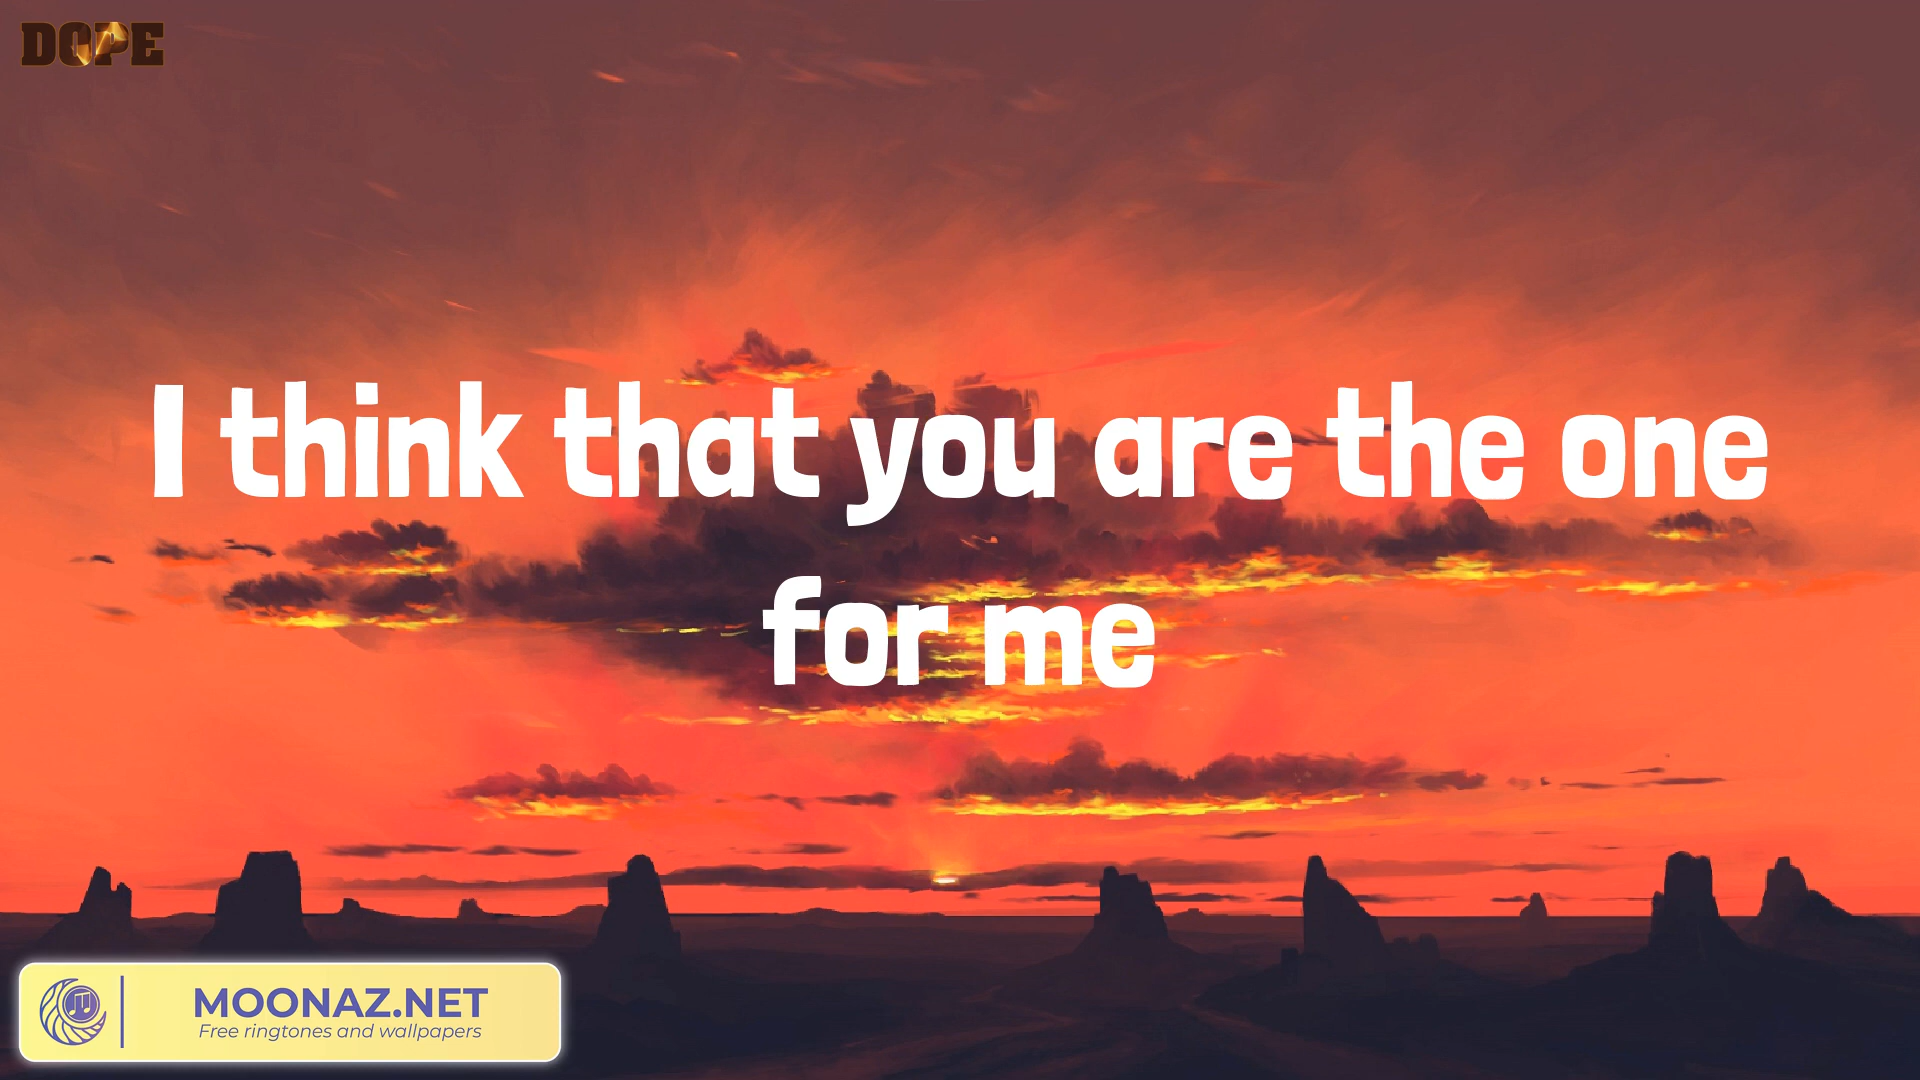 DOPE
I think that you are the one
for me
MOONAZ.NET
Free ringtones and wallpapers